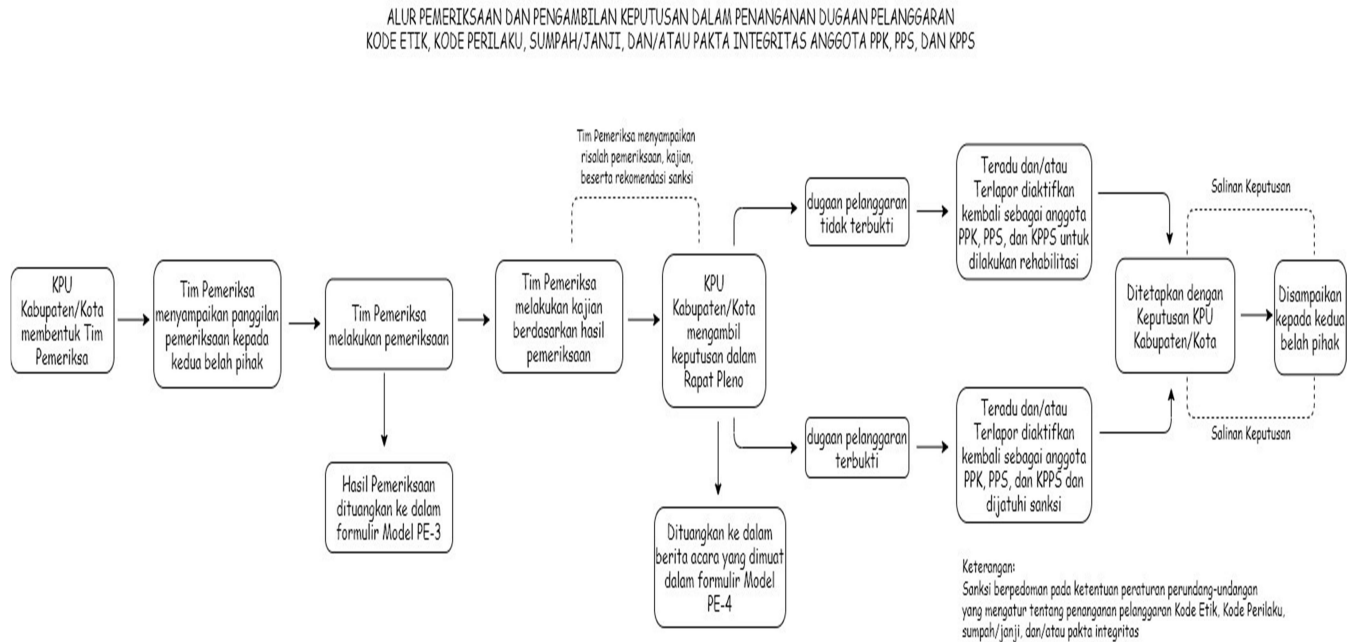 ALUR PEMERIKSAAN DAN PENGAMBILAN KEPUTUSAN DALAM PENANGANAN DUGAAN PELANGGARAN
KODE ETIK, KODE PERILAKU, SUMPAH/JANJI, DAN/ATAU PAKTA INTEGRITAS ANGGOTA PPK, PPS, DAN KPPS
KPU
Kabupaten/Kota
membentuk Tim
Pemeriksa
Tim Pemeriksa
menyampaikan panggilan
pemeriksaan kepada
kedua belah pihak
Tim Pemeriksa
melakukan pemeriksaan
Hasil Pemeriksaan
dituangkan ke dalam
formulir Model PE-3
Tim Pemeriksa
melakukan kajian
berdasarkan hasil
pemeriksaan
Tim Pemeriksa menyampaikan
risalah pemeriksaan, kajian,
beserta rekomendasi sanksi
KPU
Kabupaten/Kota
mengambil
keputusan dalam
Rapat Pleno
Dituangkan ke dalam
berita acara yang dimuat
dalam formulir Model
PE-4
dugaan pelanggaran
tidak terbukti
Teradu dan/atau
Terlapor diaktifkan
kembali sebagai anggota
PPK, PPS, dan KPPS untuk
dilakukan rehabilitasi
dugaan pelanggaran
terbukti
Teradu dan/atau
Terlapor diaktifkan
kembali sebagai anggota
PPK, PPS, dan KPPS dan
dijatuhi sanksi
Ditetapkan dengan
Keputusan KPU
Kabupaten/Kota
Salinan Keputusan
Disampaikan
kepada kedua
belah pihak
Salinan Keputusan
Keterangan:
Sanksi berpedoman pada ketentuan peraturan perundang-undangan
yang mengatur tentang penanganan pelanggaran Kode Etik, Kode Perilaku,
sumpah/janji, dan/atau pakta integritas